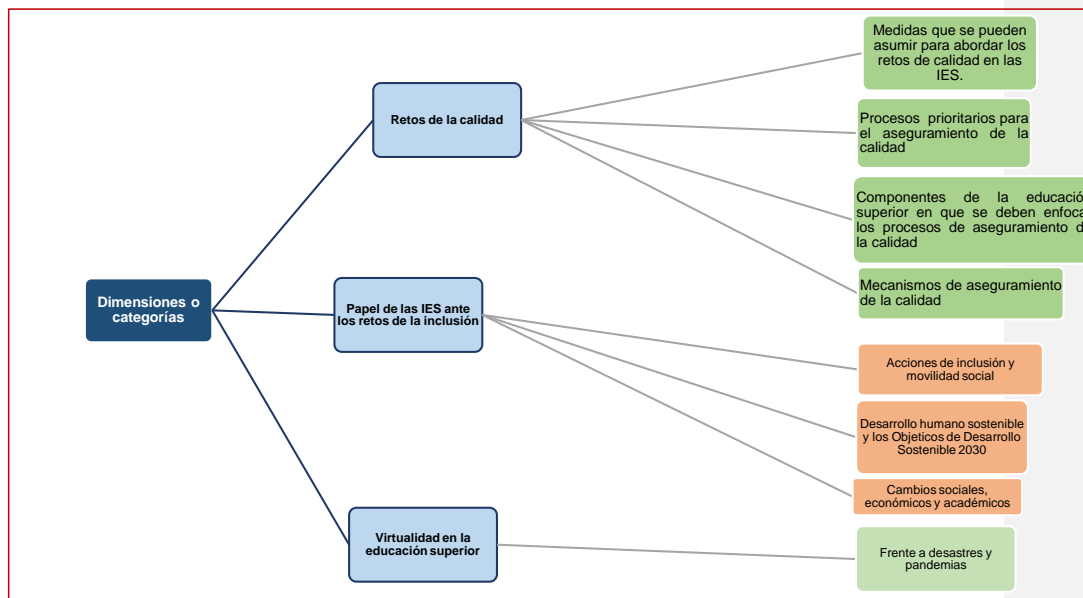 Medidas que se pueden
asumir para abordar los
retos de calidad en las
IES.
Retos de la calidad
Procesos prioritarios para
el aseguramiento de la
calidad
Componentes de la educació
superior en que se deben enfoca
los procesos de aseguramiento d
la calidad
Mecanismos de aseguramiento
de la calidad
Dimensiones o
categorías
Papel de las IES ante
los retos de la inclusión
Acciones de inclusión y
movilidad social
Desarrollo humano sostenible
y los Objeticos de Desarrollo
Sostenible 2030
Cambios sociales,
económicos y académicos
Virtualidad en la
educación superior
Frente a desastres y
pandemias